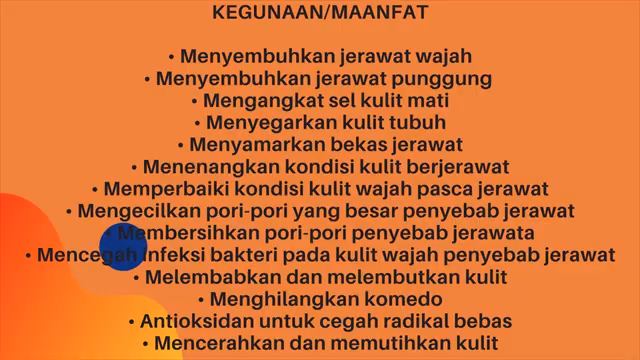 KEGUNAAN/MAANFAT
• Menyembuhkan jerawat wajah
• Menyembuhkan jerawat punggung
• Mengangkat sel kulit mati
• Menyegarkan kulit tubuh
• Menyamarkan bekas jerawat
• Menenangkan kondisi kulit berjerawat
• Memperbaiki kondisi kulit wajah pasca jerawat
• Mengecilkan pori-pori yang besar penyebab jerawat
• Membersihkan pori-pori penyebab jerawata
• Mencegah infeksi bakteri pada kulit wajah penyebab jerawat
• Melembabkan dan melembutkan kulit
• Menghilangkan komedo
• Antioksidan untuk cegah radikal bebas
• Mencerahkan dan memutihkan kulit